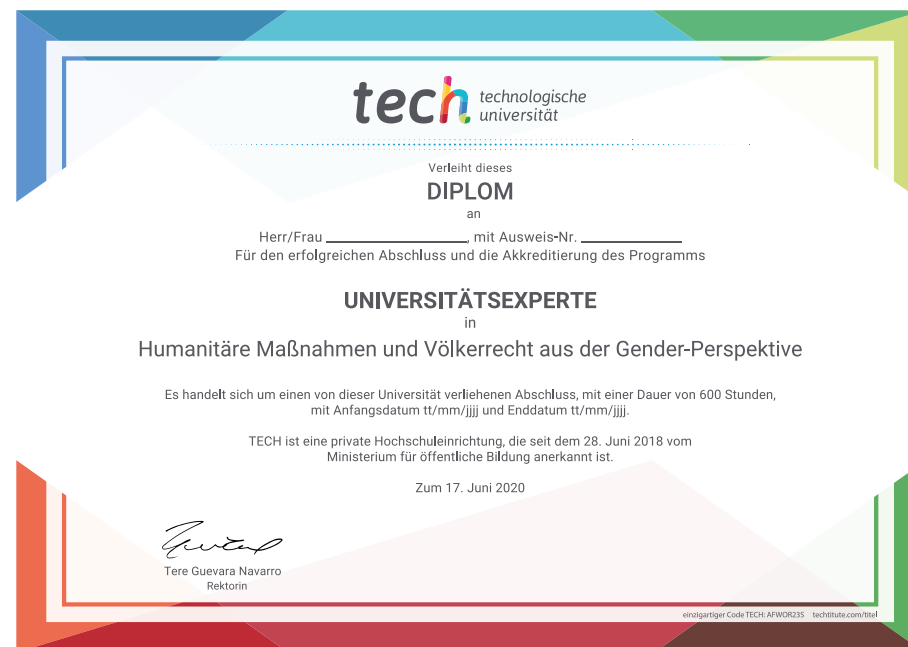 tech technologische
universität
Verleiht dieses
DIPLOM
an
Herr/Frau ____________________, mit Ausweis-Nr. ______________
Für den erfolgreichen Abschluss und die Akkreditierung des Programms
UNIVERSITÄTSEXPERTE
in
Humanitäre Maßnahmen und Völkerrecht aus der Gender-Perspektive
Es handelt sich um einen von dieser Universität verliehenen Abschluss, mit einer Dauer von 600 Stunden,
mit Anfangsdatum tt/mm/jjjj und Enddatum tt/mm/jjjj.
TECH ist eine private Hochschuleinrichtung, die seit dem 28. Juni 2018 vom
Ministerium für öffentliche Bildung anerkannt ist.
Zum 17. Juni 2020
Tere Guevara Navarro
Rektorin
einzigartiger Code TECH: AFWOR23S techtitute.com/titel